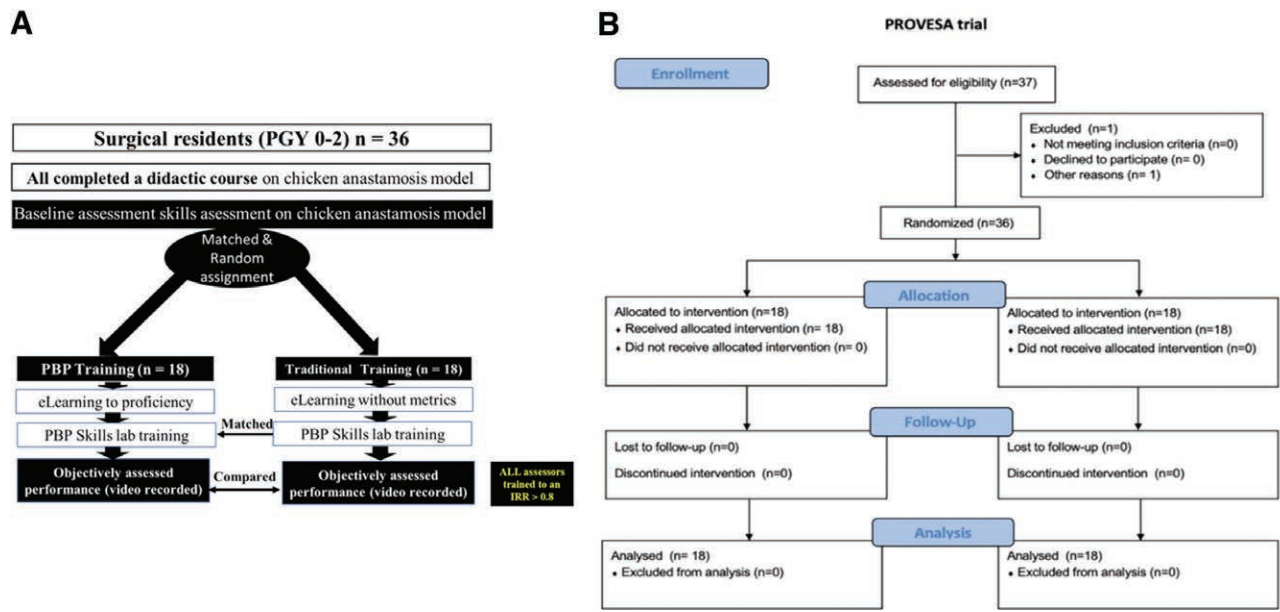 A
Surgical residents (PGY 0-2) n = 36
All completed a didactic course on chicken anastamosis model
Baseline assessment skills asessment on chicken anastamosis model
Matched &
Random
assignment
PBP Training (n = 18)
Traditional Training (n = 18)
eLearning to proficiency
eLearning without metrics
PBP Skills lab training
Matched
PBP Skills lab training
Objectively assessed
performance (video recorded)
Compared
Objectively assessed
performance (video recorded)
ALL assessors
trained to an
IRR > 0.8
B
PROVESA trial
Enrollment
Assessed for eligibility (n=37)
Excluded (n=1)
♦ Not meeting inclusion criteria (n=0)
♦ Declined to participate (n= 0)
♦ Other reasons (n= 1)
Randomized (n=36)
Allocation
Allocated to intervention (n=18)
♦ Received allocated intervention (n= 18)
♦ Did not receive allocated intervention (n= 0)
Allocated to intervention (n=18)
♦ Received allocated intervention (n=18)
♦ Did not receive allocated intervention (n=0)
Follow-Up
Lost to follow-up (n=0)
Discontinued intervention (n=0)
Lost to follow-up (n=0)
Discontinued intervention (n=0)
Analysis
Analysed (n= 18)
♦ Excluded from analysis (n=0)
Analysed (n=18)
♦ Excluded from analysis (n=0)